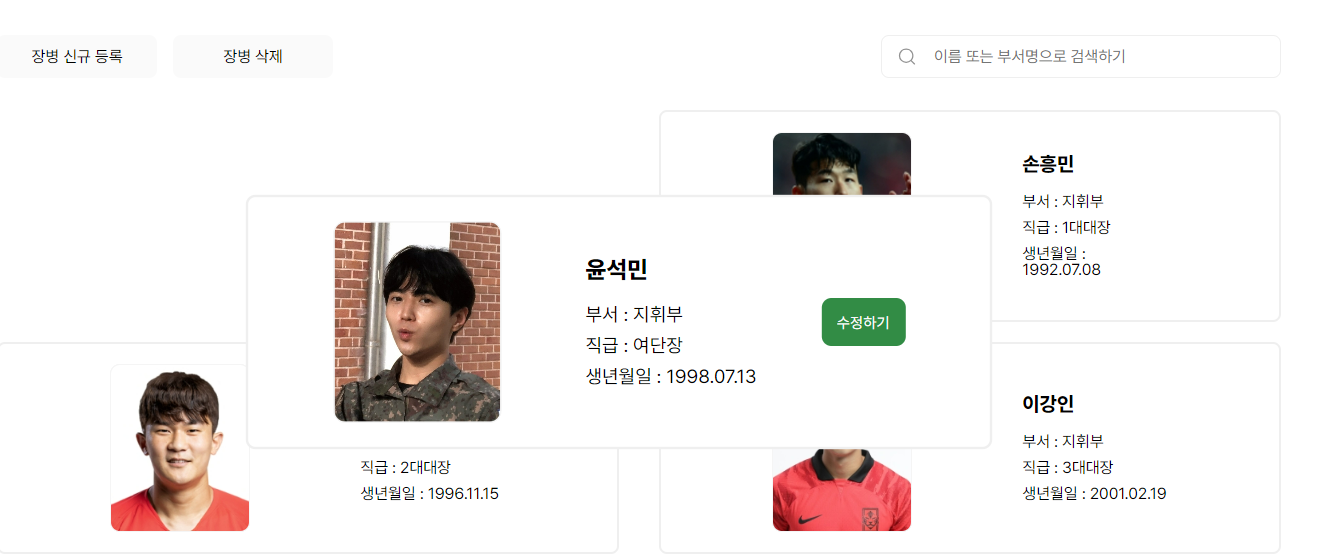 장병 신규 등록
장병 삭제
이름 또는 부서명으로 검색하기
손흥민
부서 : 지휘부
직급 : 1대대장
생년월일 :
1992.07.08
윤석민
부서 : 지휘부
직급 : 여단장
생년월일 : 1998.07.13
수정하기
직급 : 2대대장
생년월일 : 1996.11.15
이강인
부서 : 지휘부
직급 : 3대대장
생년월일 : 2001.02.19